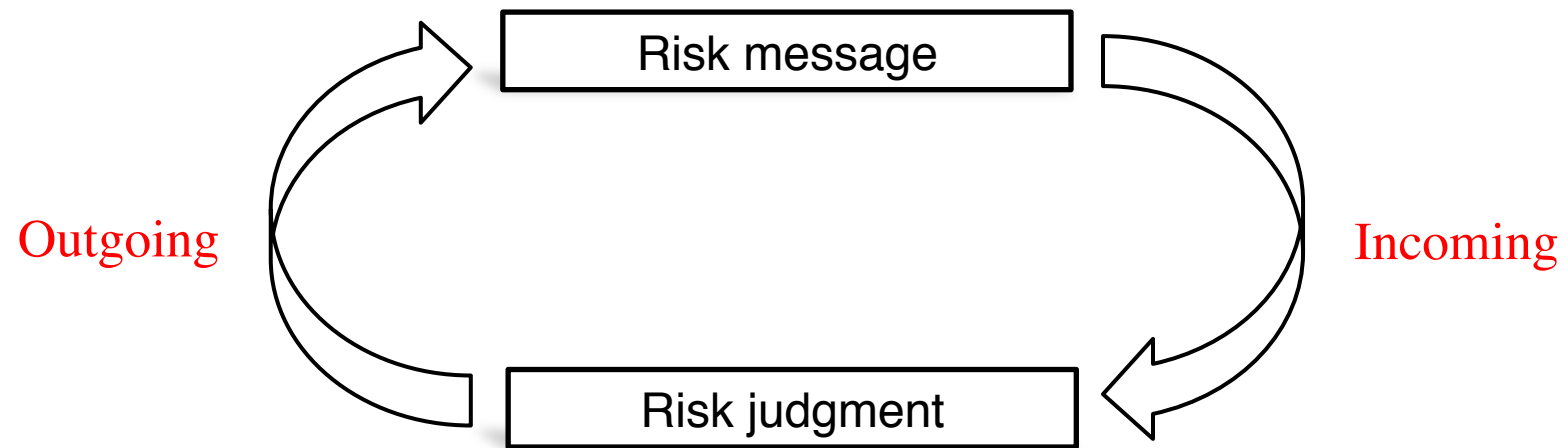 Risk message
Outgoing
Incoming
Risk judgment